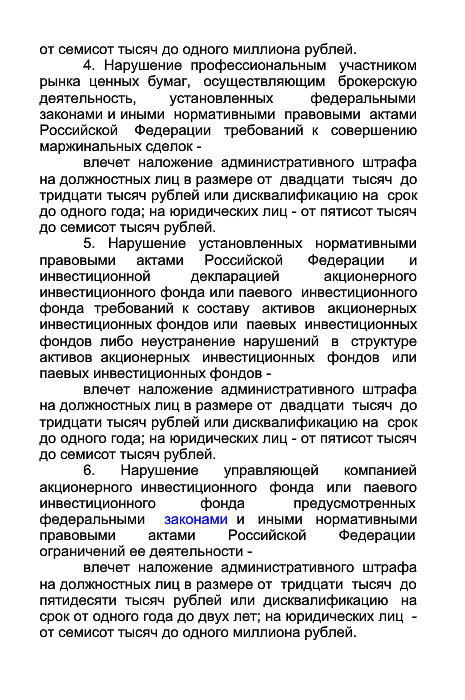 от семисот тысяч до одного миллиона рублей.
4. Нарушение профессиональным участником
рынка ценных бумаг, осуществляющим брокерскую
деятельность, установленных федеральными
законами и иными нормативными правовыми актами
Российской Федерации требований к совершению
маржинальных сделок -
влечет наложение административного штрафа
на должностных лиц в размере от двадцати тысяч до
тридцати тысяч рублей или дисквалификацию на срок
до одного года; на юридических лиц - от пятисот тысяч
до семисот тысяч рублей.
5. Нарушение установленных нормативными
правовыми актами Российской Федерации и
инвестиционной декларацией акционерного
инвестиционного фонда или паевого инвестиционного
фонда требований к составу активов акционерных
инвестиционных фондов или паевых инвестиционных
фондов либо неустранение нарушений в структуре
активов акционерных инвестиционных фондов или
паевых инвестиционных фондов -
влечет наложение административного штрафа
на должностных лиц в размере от двадцати тысяч до
тридцати тысяч рублей или дисквалификацию на срок
до одного года; на юридических лиц - от пятисот тысяч
до семисот тысяч рублей.
6. Нарушение управляющей компанией
акционерного инвестиционного фонда или паевого
инвестиционного фонда предусмотренных
федеральными законами и иными нормативными
правовыми актами Российской Федерации
ограничений ее деятельности -
влечет наложение административного штрафа
на должностных лиц в размере от тридцати тысяч до
пятидесяти тысяч рублей или дисквалификацию на
срок от одного года до двух лет; на юридических лиц -
от семисот тысяч до одного миллиона рублей.